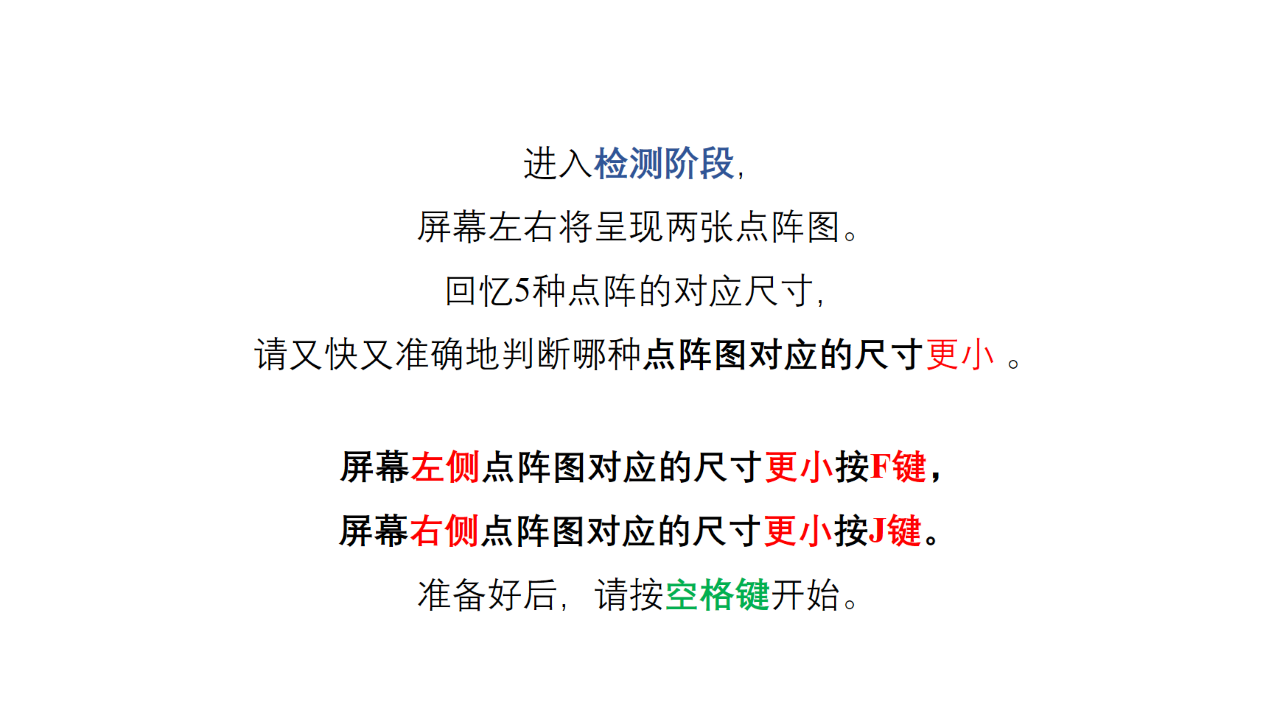 进入检测阶段,
屏幕左右将呈现两张点阵图。
回忆5种点阵的对应尺寸,
请又快又准确地判断哪种点阵图对应的尺寸更小 。
屏幕左侧点阵图对应的尺寸更小按F键，
屏幕右侧点阵图对应的尺寸更小按J键。
准备好后，请按空格键开始。